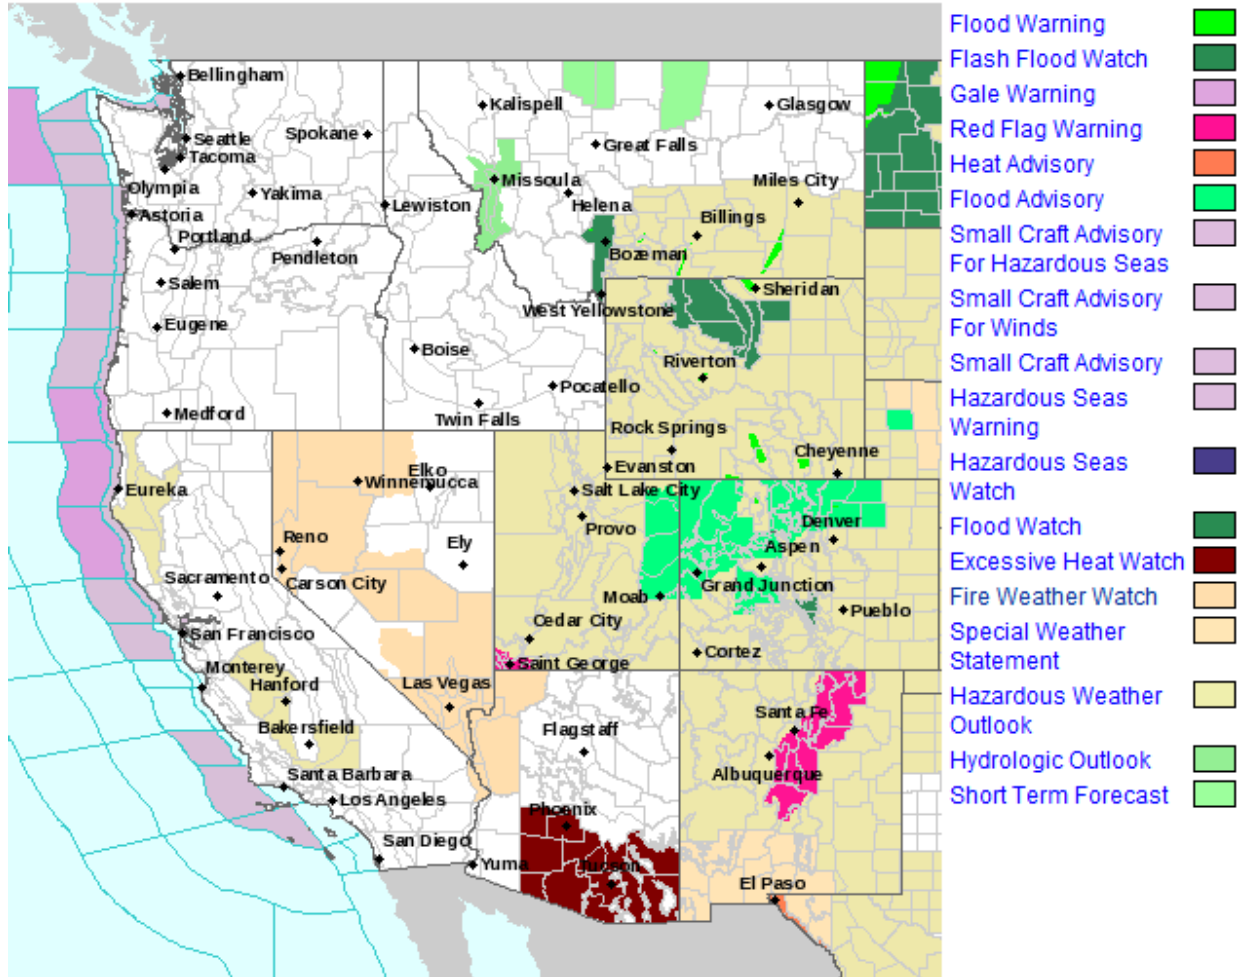 Bellingham
Kalispell
Glasgow
Seattle
Spokane
Tacoma
Great Falls
Olympia
Yakima
Missoula
Miles City
Astoria
Lewiston
Helena
Billings
Portland
Pendleton
Bozeman
Salem
West Yellowstone
Sheridan
Eugene
Boise
Riverton
Pocatello
Medford
Twin Falls
Rock Springs
Cheyenne
Elko
Evanston
Winnemucca
Eureka
Salt Lake City
Provo
Denver
Reno
Ely
Aspen
Sacramento
Carson City
Grand Junction
Moab
Pueblo
Cedar City
San Francisco
Cortez
Monterey
Saint George
Hanford
Las Vegas
Santa Fe
Bakersfield
Flagstaff
Albuquerque
Santa Barbara
Los Angeles
Phoenix
San Diego
Yuma
Tucson
El Paso
Flood Warning
Flash Flood Watch
Gale Warning
Red Flag Warning
Heat Advisory
Flood Advisory
Small Craft Advisory
For Hazardous Seas
Small Craft Advisory
For Winds
Small Craft Advisory
Hazardous Seas
Warning
Hazardous Seas
Watch
Flood Watch
Excessive Heat Watch
Fire Weather Watch
Special Weather
Statement
Hazardous Weather
Outlook
Hydrologic Outlook
Short Term Forecast